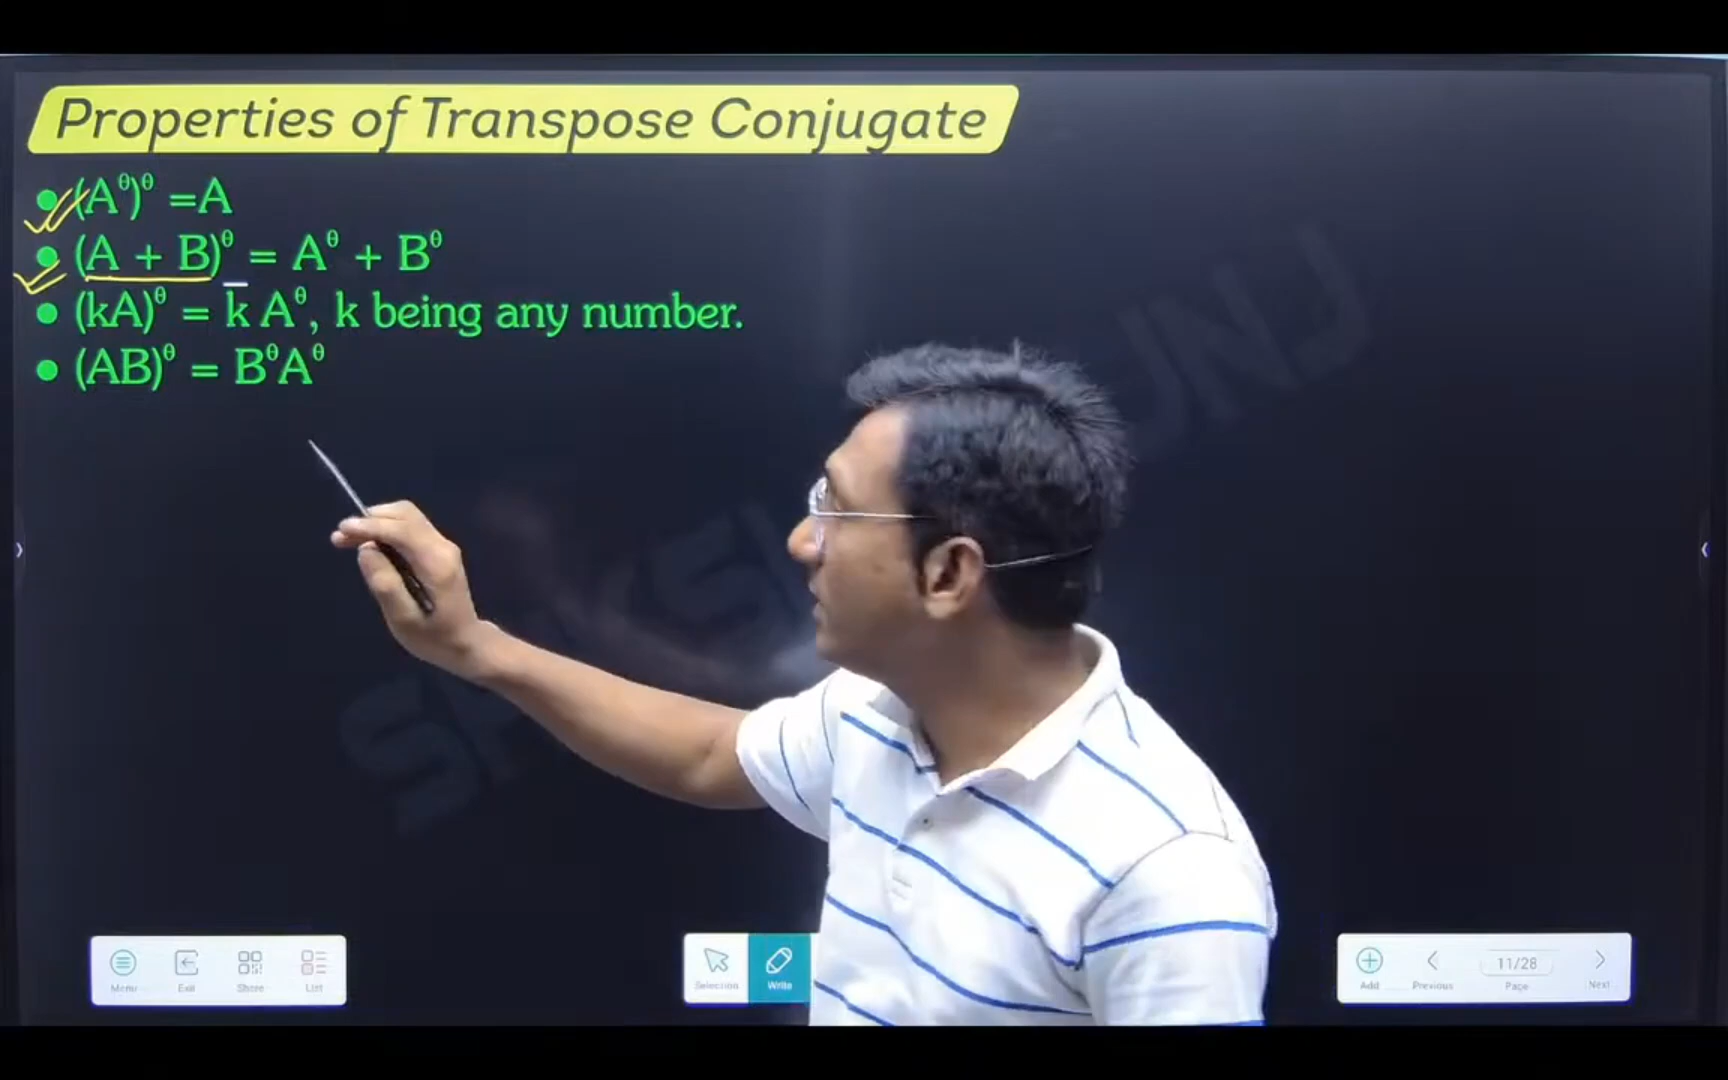 Properties of Transpose Conjugate
• (A^θ)^θ =A
• (A + B)^θ = A^θ + B^θ
• (kA)^θ = k̄ A^θ, k being any number.
• (AB)^θ = B^θA^θ
Menu
Exit
Share
List
Selection
Write
Add
Previous
11/28
Page
Next